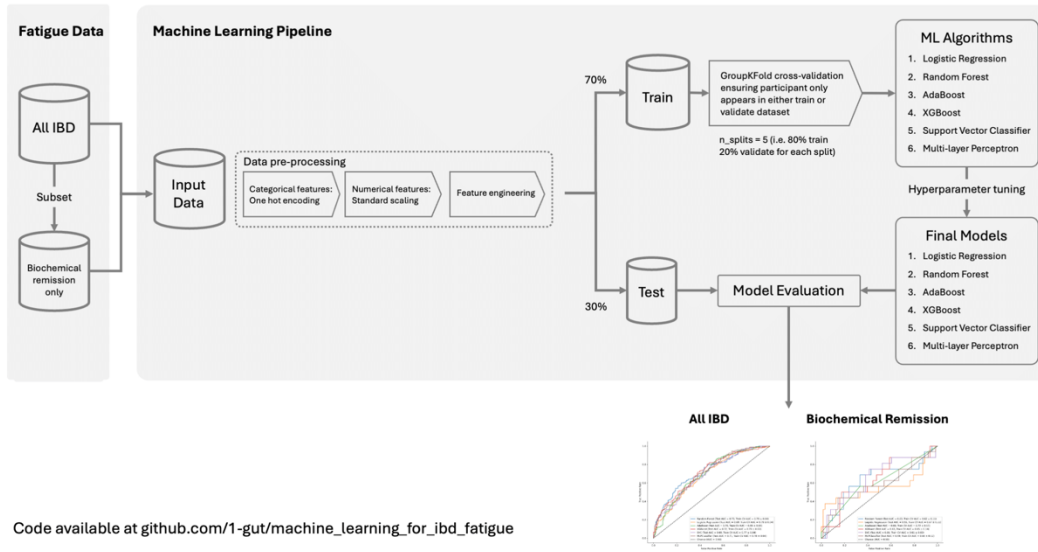 Fatigue Data
Machine Learning Pipeline
All IBD
Subset
Biochemical
remission
only
Input
Data
Data pre-processing
Categorical features:
One hot encoding
Numerical features:
Standard scaling
Feature engineering
70%
Train
GroupKFold cross-validation
ensuring participant only
appears in either train or
validate dataset
n_splits = 5 (i.e. 80% train
20% validate for each split)
ML Algorithms
1. Logistic Regression
2. Random Forest
3. AdaBoost
4. XGBoost
5. Support Vector Classifier
6. Multi-layer Perceptron
Hyperparameter tuning
Final Models
1. Logistic Regression
2. Random Forest
3. AdaBoost
4. XGBoost
5. Support Vector Classifier
6. Multi-layer Perceptron
30%
Test
Model Evaluation
All IBD
Biochemical Remission
Code available at github.com/1-gut/machine_learning_for_ibd_fatigue